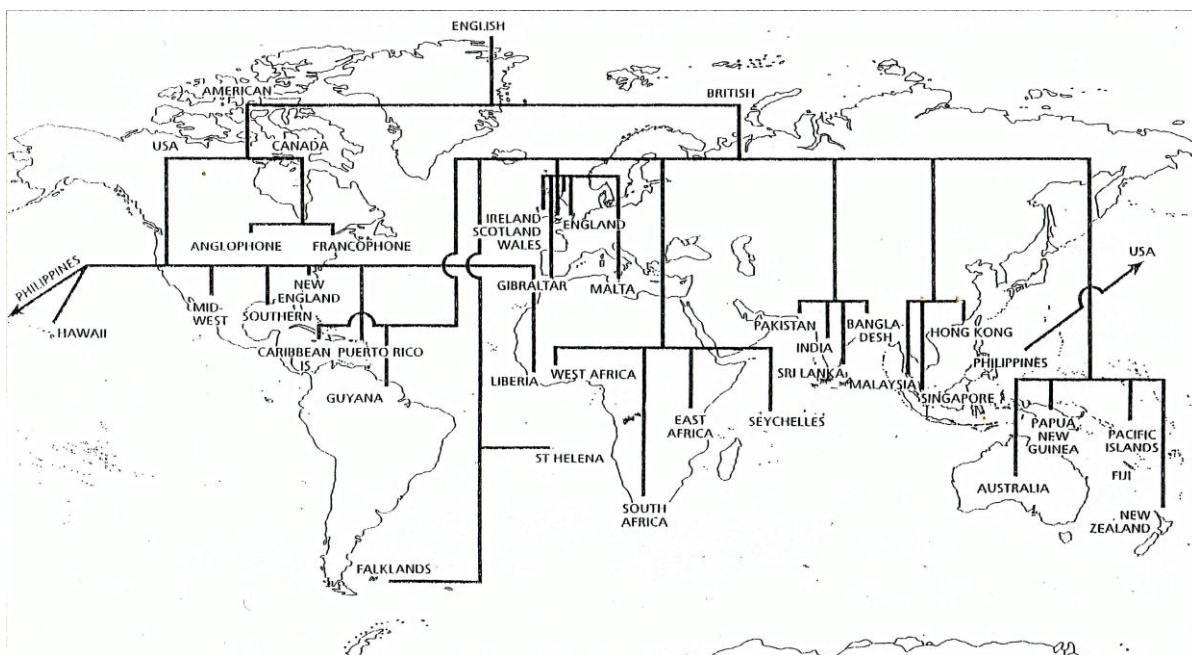 ENGLISH
AMERICAN
BRITISH
USA
CANADA
ANGLOPHONE
FRANCOPHONE
IRELAND
SCOTLAND
WALES
ENGLAND
USA
PHILIPPINES
HAWAII
MID-
WEST
SOUTHERN
NEW
ENGLAND
GIBRALTAR
MALTA
CARIBBEAN
IS
PUERTO RICO
GUYANA
LIBERIA
WEST AFRICA
PAKISTAN
INDIA
SRI LANKA
BANGLA-
DESH
MALAYSIA
SINGAPORE
HONG KONG
PHILIPPINES
EAST
AFRICA
SEYCHELLES
ST HELENA
SOUTH
AFRICA
FALKLANDS
AUSTRALIA
PAPUA
NEW
GUINEA
PACIFIC
ISLANDS
FIJI
NEW
ZEALAND